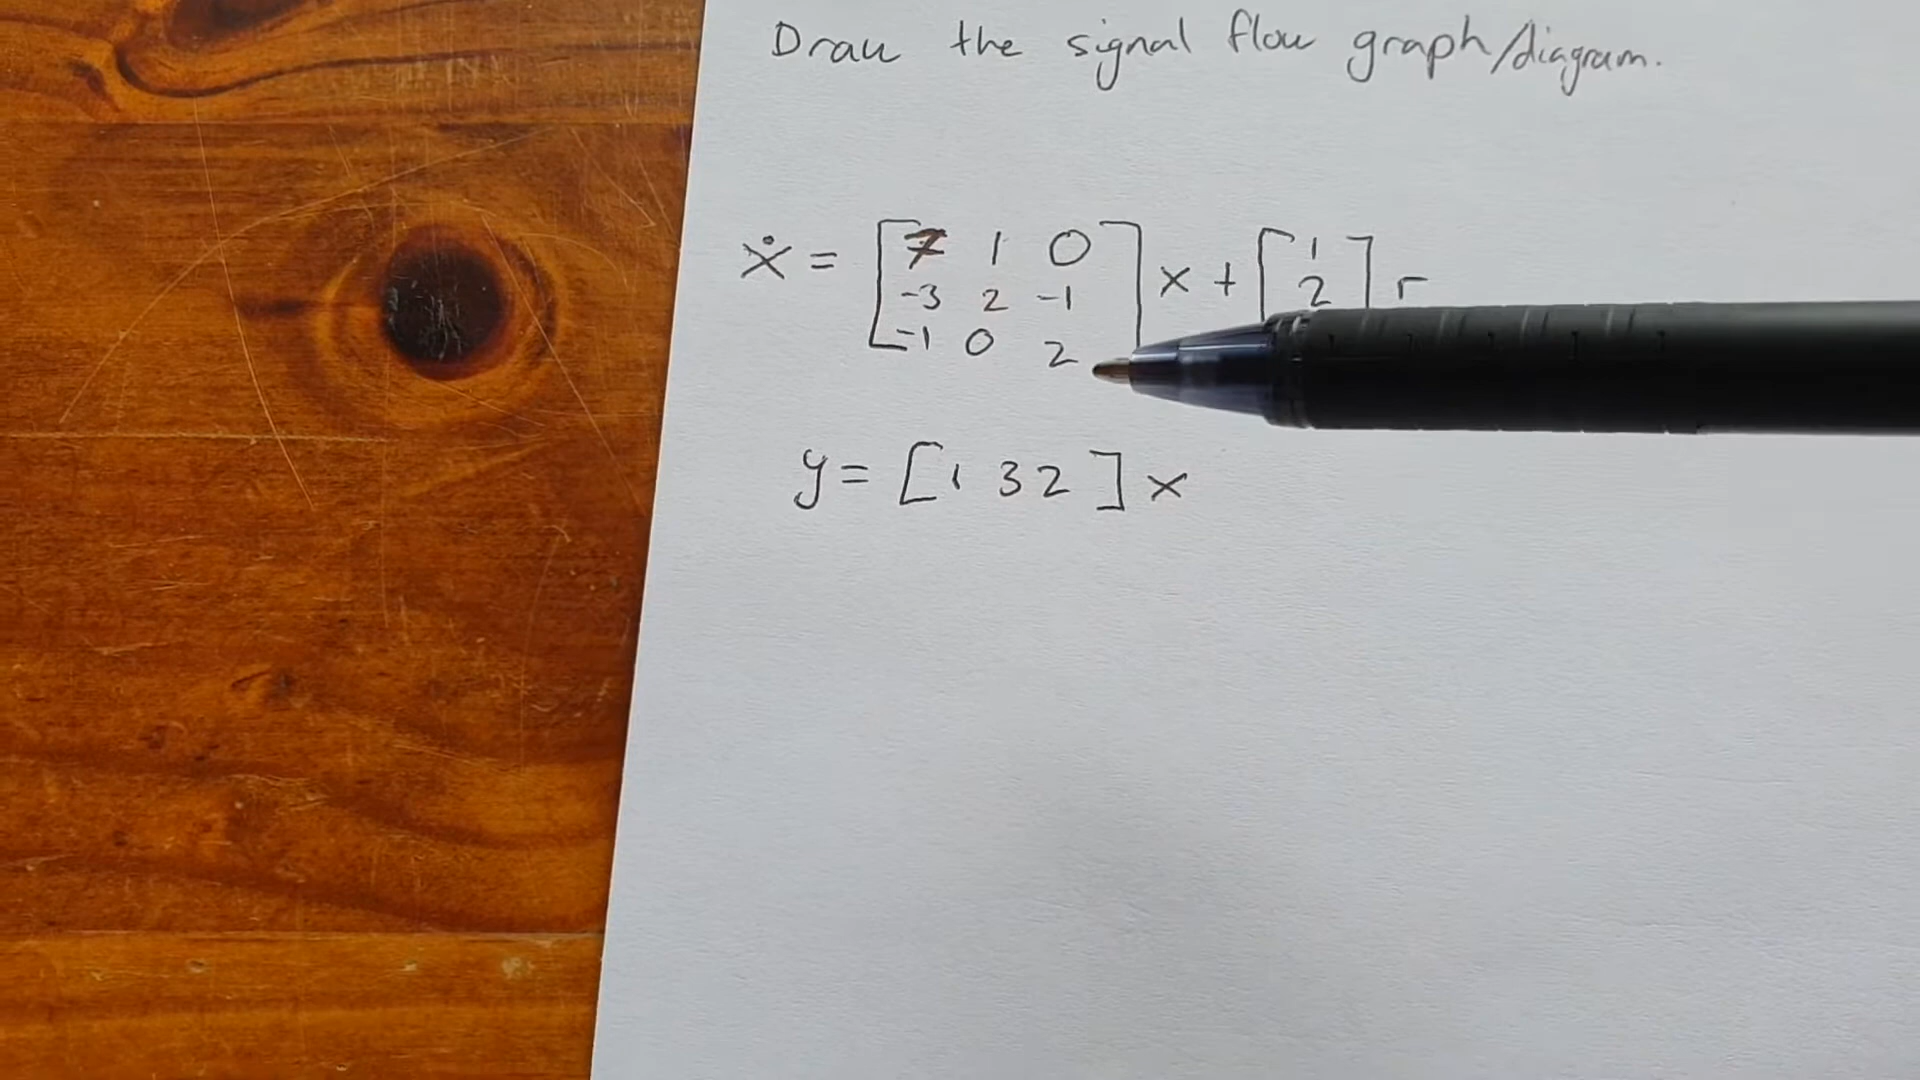 Draw the signal flow graph/diagram.
ẋ = [ 7 1 0 ] x + [ 1 ] r
-3 2 -1 2
-1 0 2
y = [ 1 3 2 ] x